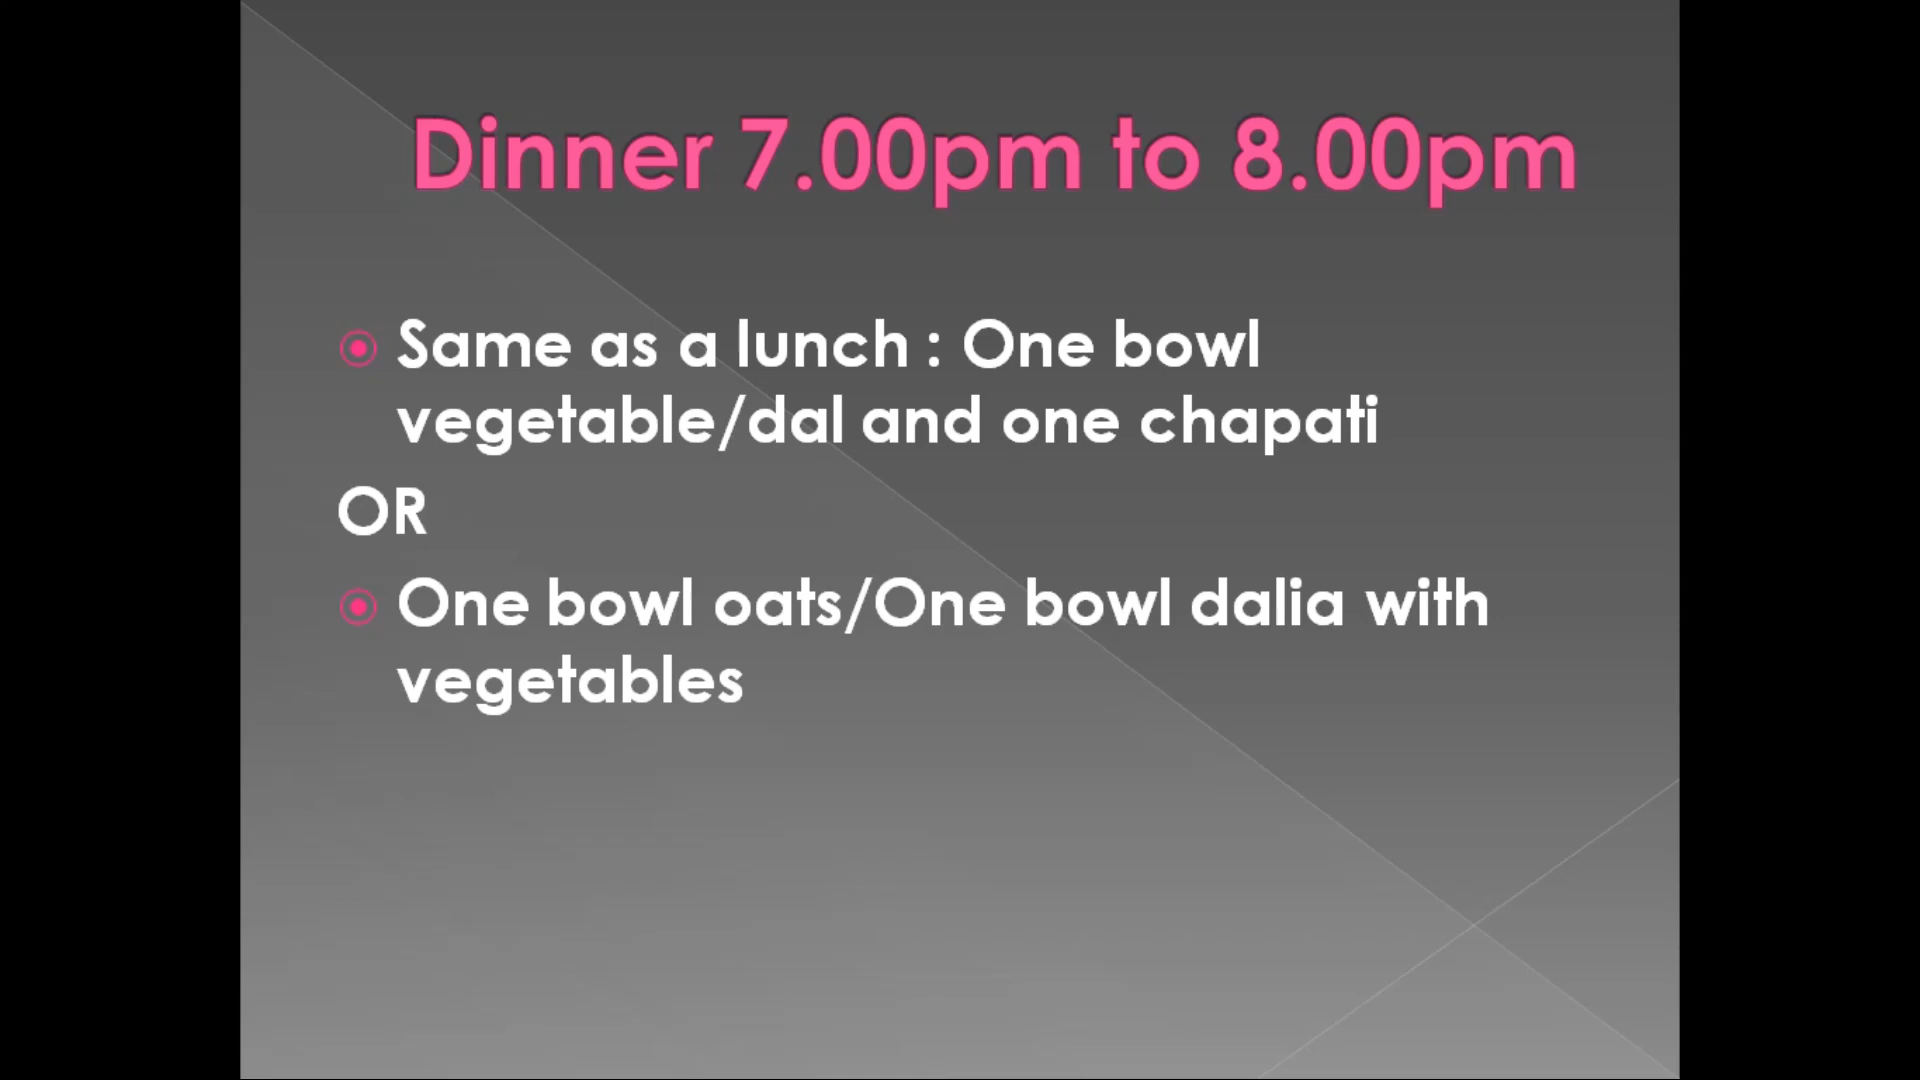 Dinner 7.00pm to 8.00pm
Same as a lunch : One bowl
vegetable/dal and one chapati
OR
One bowl oats/One bowl dalia with
vegetables